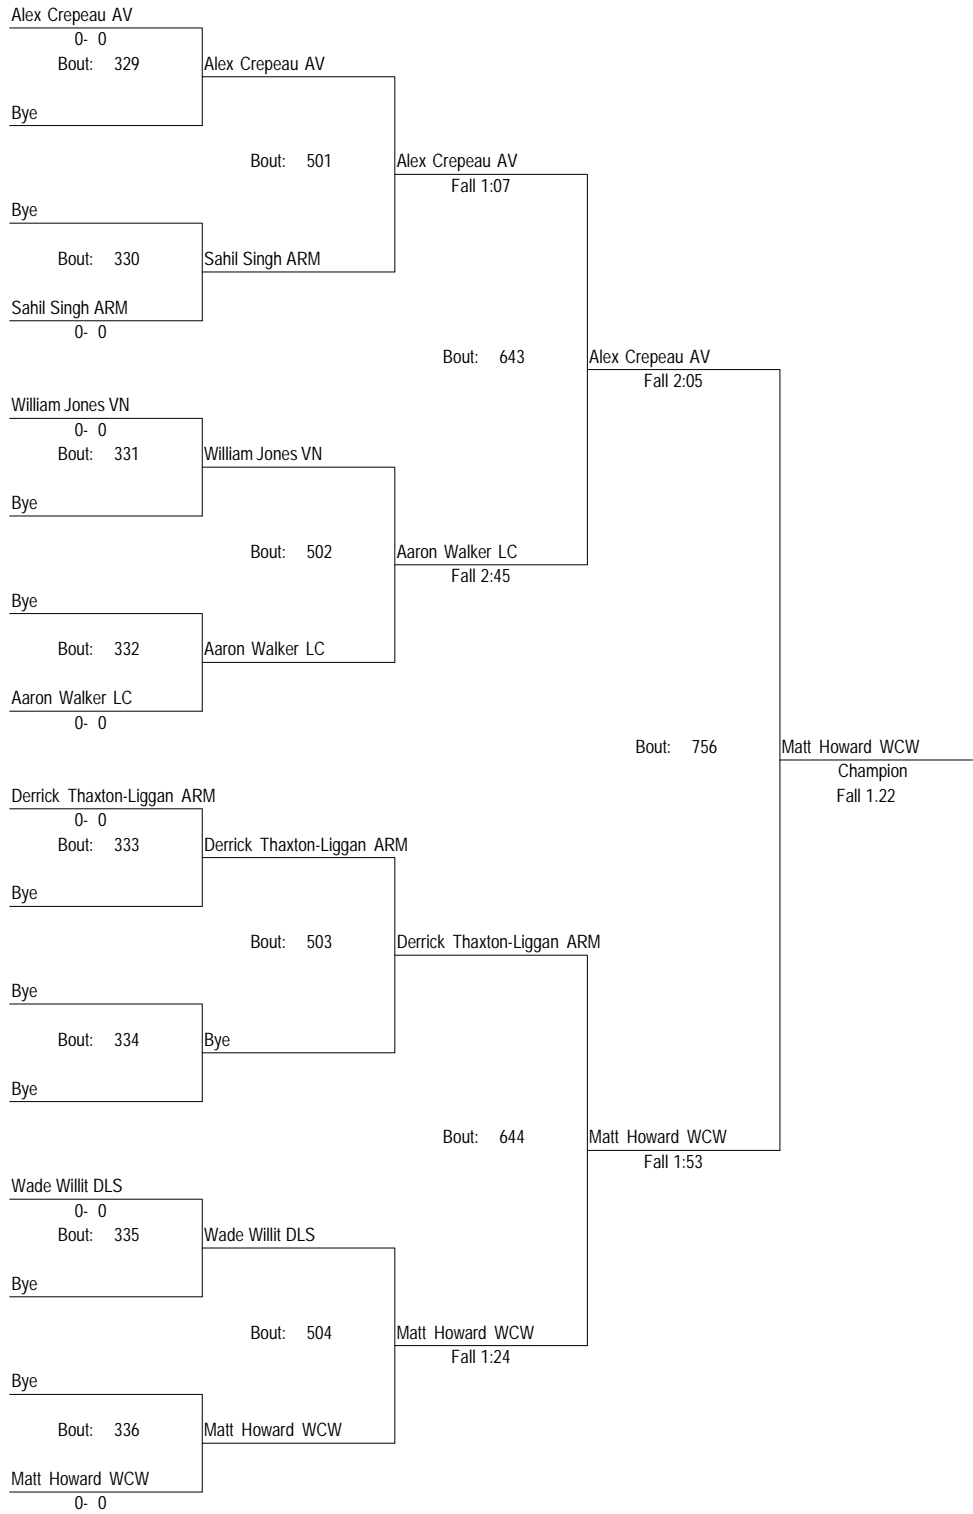 Alex Crepeau AV
0- 0
Bout: 329 Alex Crepeau AV
Bye
Bout: 501 Alex Crepeau AV
Fall 1:07
Bye
Bout: 330 Sahil Singh ARM
Sahil Singh ARM
0- 0
Bout: 643 Alex Crepeau AV
Fall 2:05
William Jones VN
0- 0
Bout: 331 William Jones VN
Bye
Bout: 502 Aaron Walker LC
Fall 2:45
Bye
Bout: 332 Aaron Walker LC
Aaron Walker LC
0- 0
Bout: 756 Matt Howard WCW
Champion
Fall 1.22
Derrick Thaxton-Liggan ARM
0- 0
Bout: 333 Derrick Thaxton-Liggan ARM
Bye
Bout: 503 Derrick Thaxton-Liggan ARM
Bye
Bout: 334 Bye
Bye
Bout: 644 Matt Howard WCW
Fall 1:53
Wade Willit DLS
0- 0
Bout: 335 Wade Willit DLS
Bye
Bout: 504 Matt Howard WCW
Fall 1:24
Bye
Bout: 336 Matt Howard WCW
Matt Howard WCW
0- 0